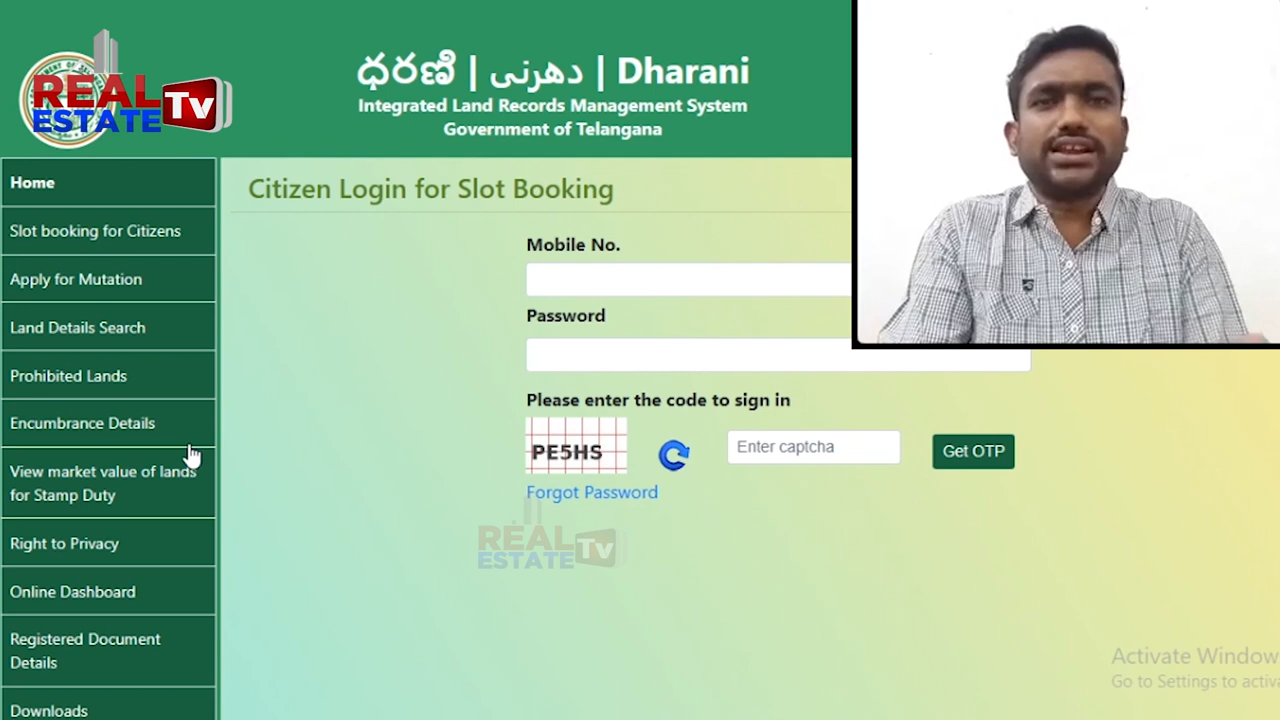 REAL
ESTATE Tv
ధరణి | دھرنی | Dharani
Integrated Land Records Management System
Government of Telangana
Home
Slot booking for Citizens
Apply for Mutation
Land Details Search
Prohibited Lands
Encumbrance Details
View market value of lands
for Stamp Duty
Right to Privacy
Online Dashboard
Registered Document
Details
Downloads
Citizen Login for Slot Booking
Mobile No.
Password
Please enter the code to sign in
PE5HS
Enter captcha
Get OTP
Forgot Password
REAL
ESTATE Tv
Activate Window
Go to Settings to activa